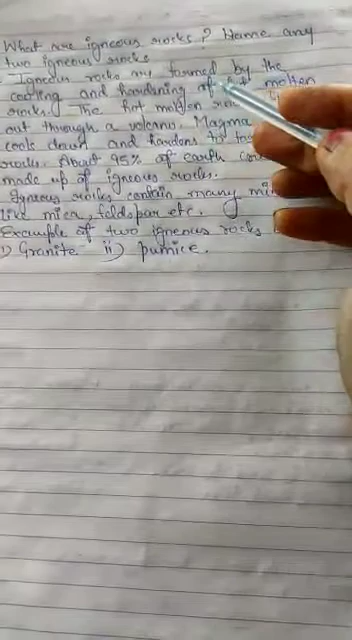 What are igneous rocks? Name any
two igneous rocks
Igneous rocks are formed by the
cooling and hardening of hot molten
rocks. The hot molten
out through a volcano. Magma
cools down and hardens to
rocks. About 95% of earth
made up of igneous rocks.
Igneous rocks contain many
like mica, feldspar etc.
Example of two igneous rocks
i) Granite ii) pumice.